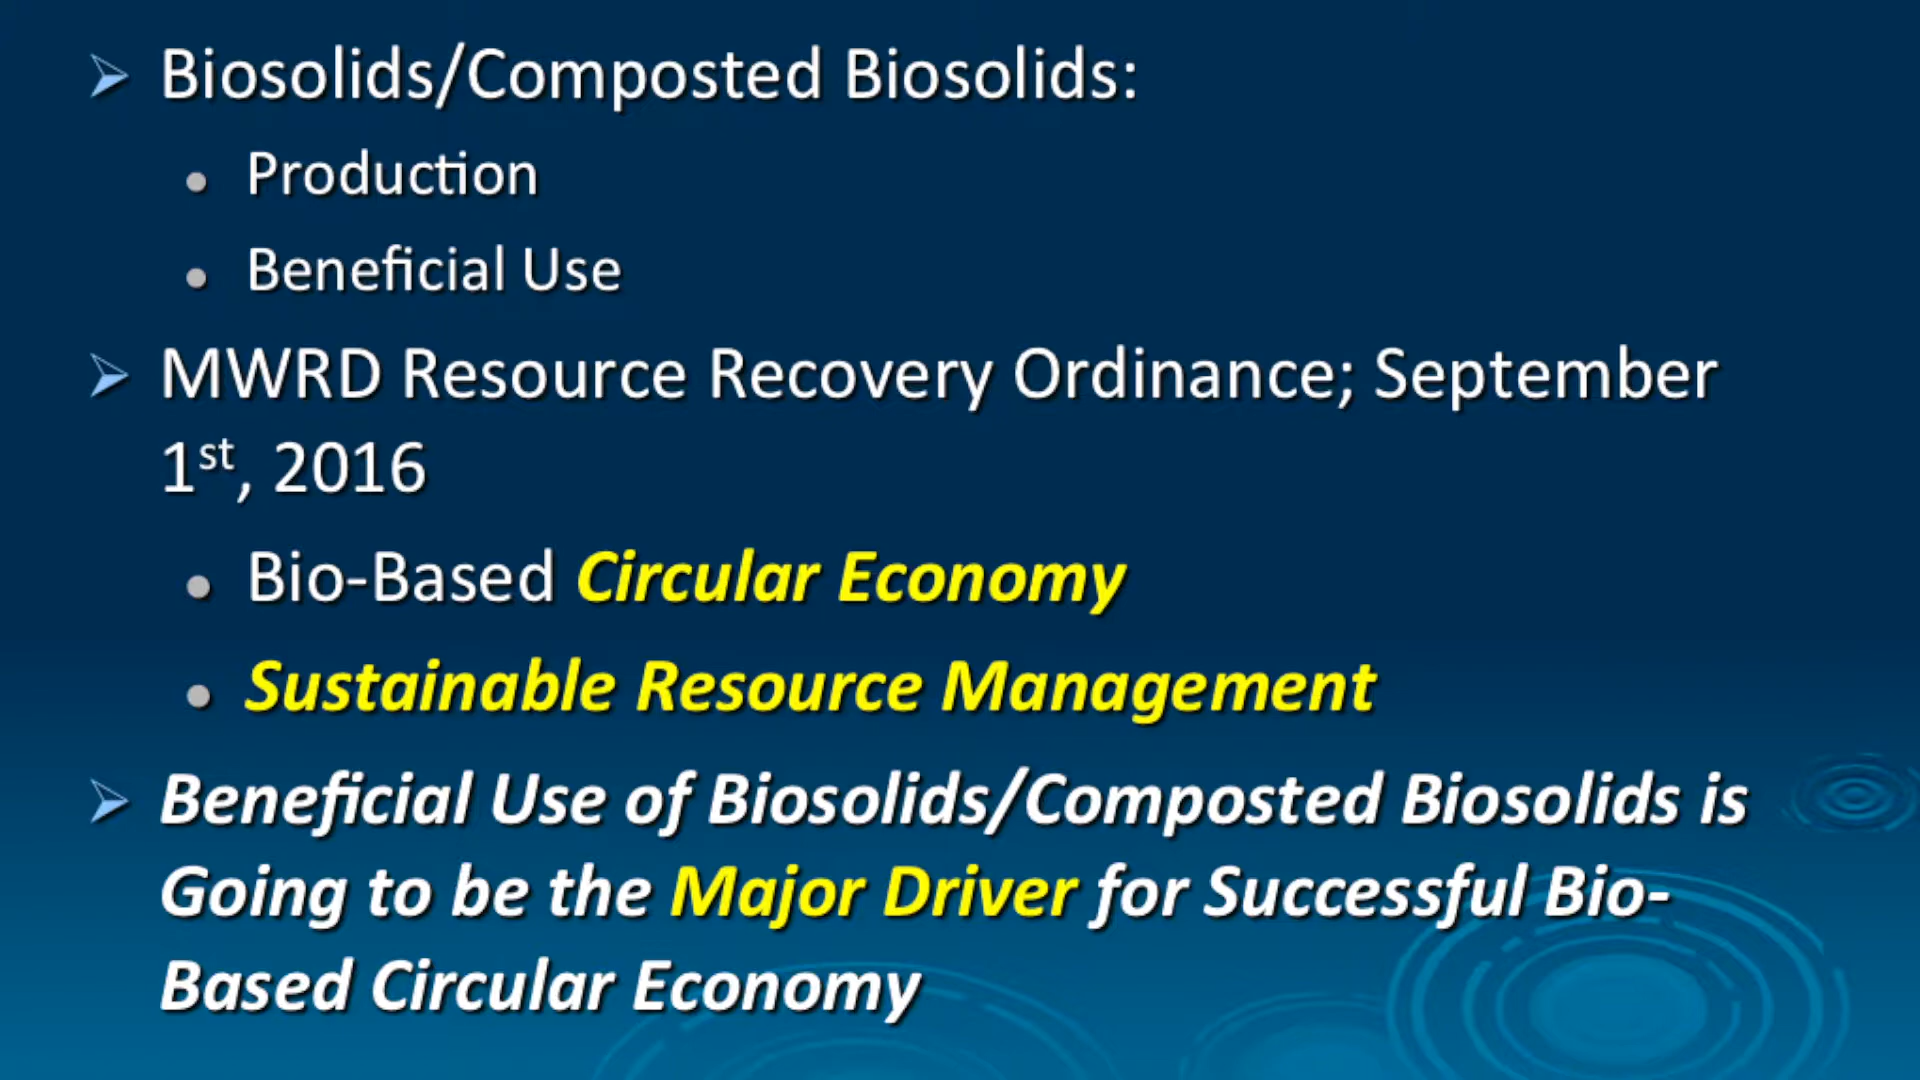 Biosolids/Composted Biosolids:
Production
Beneficial Use
MWRD Resource Recovery Ordinance; September
1st, 2016
Bio-Based Circular Economy
Sustainable Resource Management
Beneficial Use of Biosolids/Composted Biosolids is
Going to be the Major Driver for Successful Bio-
Based Circular Economy